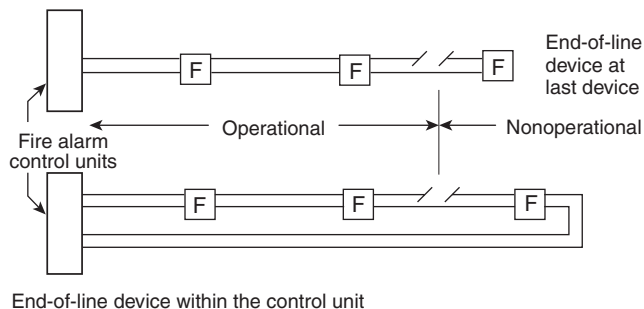 F
F
F
End-of-line
device at
last device
Operational
Nonoperational
Fire alarm
control units
F
F
F
End-of-line device within the control unit